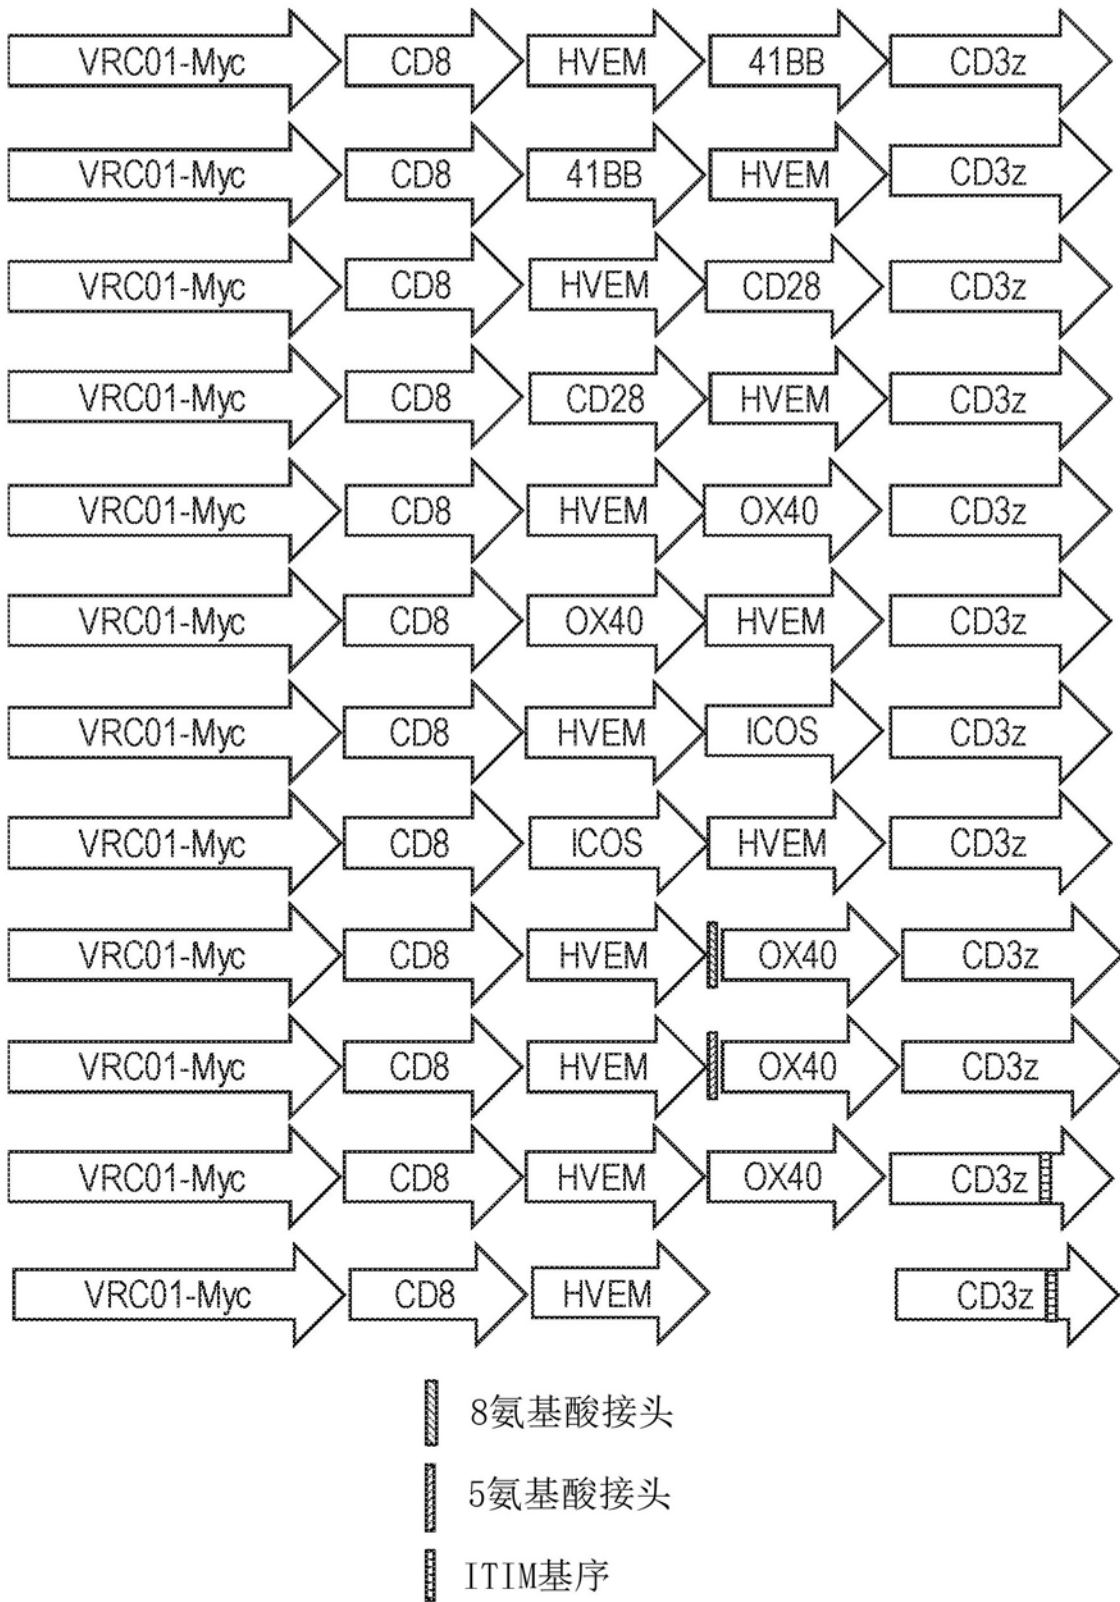 VRC01-Myc CD8 HVEM 41BB CD3z
VRC01-Myc CD8 41BB HVEM CD3z
VRC01-Myc CD8 HVEM CD28 CD3z
VRC01-Myc CD8 CD28 HVEM CD3z
VRC01-Myc CD8 HVEM OX40 CD3z
VRC01-Myc CD8 OX40 HVEM CD3z
VRC01-Myc CD8 HVEM ICOS CD3z
VRC01-Myc CD8 ICOS HVEM CD3z
VRC01-Myc CD8 HVEM OX40 CD3z
VRC01-Myc CD8 HVEM OX40 CD3z
VRC01-Myc CD8 HVEM OX40 CD3z
VRC01-Myc CD8 HVEM CD3z
8氨基酸接头
5氨基酸接头
ITIM基序